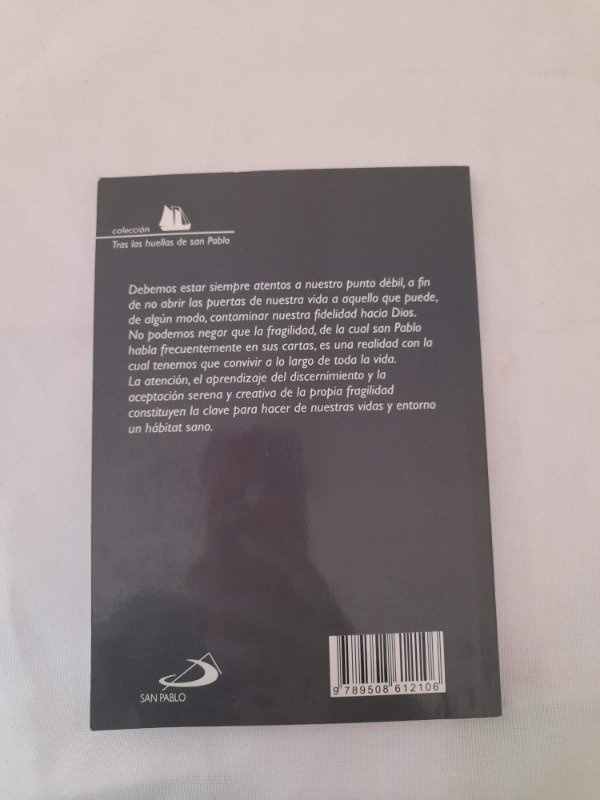 colección
Tras las huellas de san Pablo
Debemos estar siempre atentos a nuestro punto débil, a fin
de no abrir las puertas de nuestra vida a aquello que puede,
de algún modo, contaminar nuestra fidelidad hacia Dios.
No podemos negar que la fragilidad, de la cual san Pablo
habla frecuentemente en sus cartas, es una realidad con la
cual tenemos que convivir a lo largo de toda la vida.
La atención, el aprendizaje del discernimiento y la
aceptación serena y creativa de la propia fragilidad
constituyen la clave para hacer de nuestras vidas y entorno
un hábitat sano.
SAN PABLO
9 789508 612106